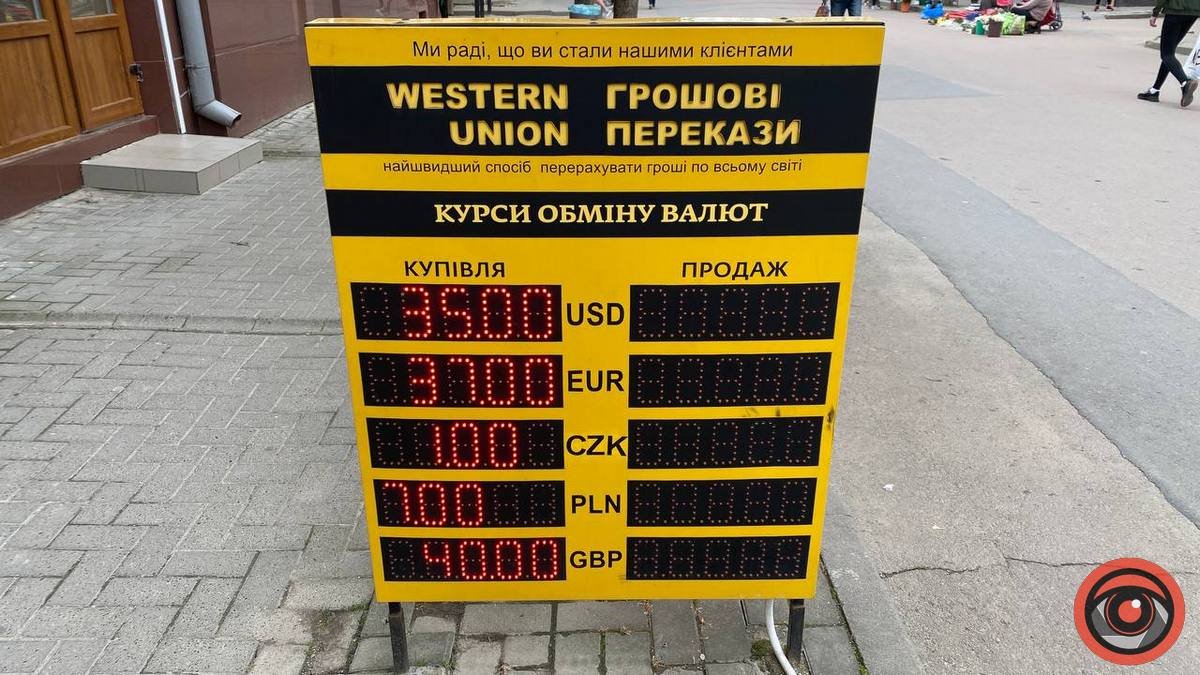 Ми раді, що ви стали нашими клієнтами
WESTERN ГРОШОВІ
UNION ПЕРЕКАЗИ
найшвидший спосіб перерахувати гроші по всьому світі
КУРСИ ОБМІНУ ВАЛЮТ
КУПІВЛЯ ПРОДАЖ
35.00 USD
37.00 EUR
1.00 CZK
7.00 PLN
40.00 GBP